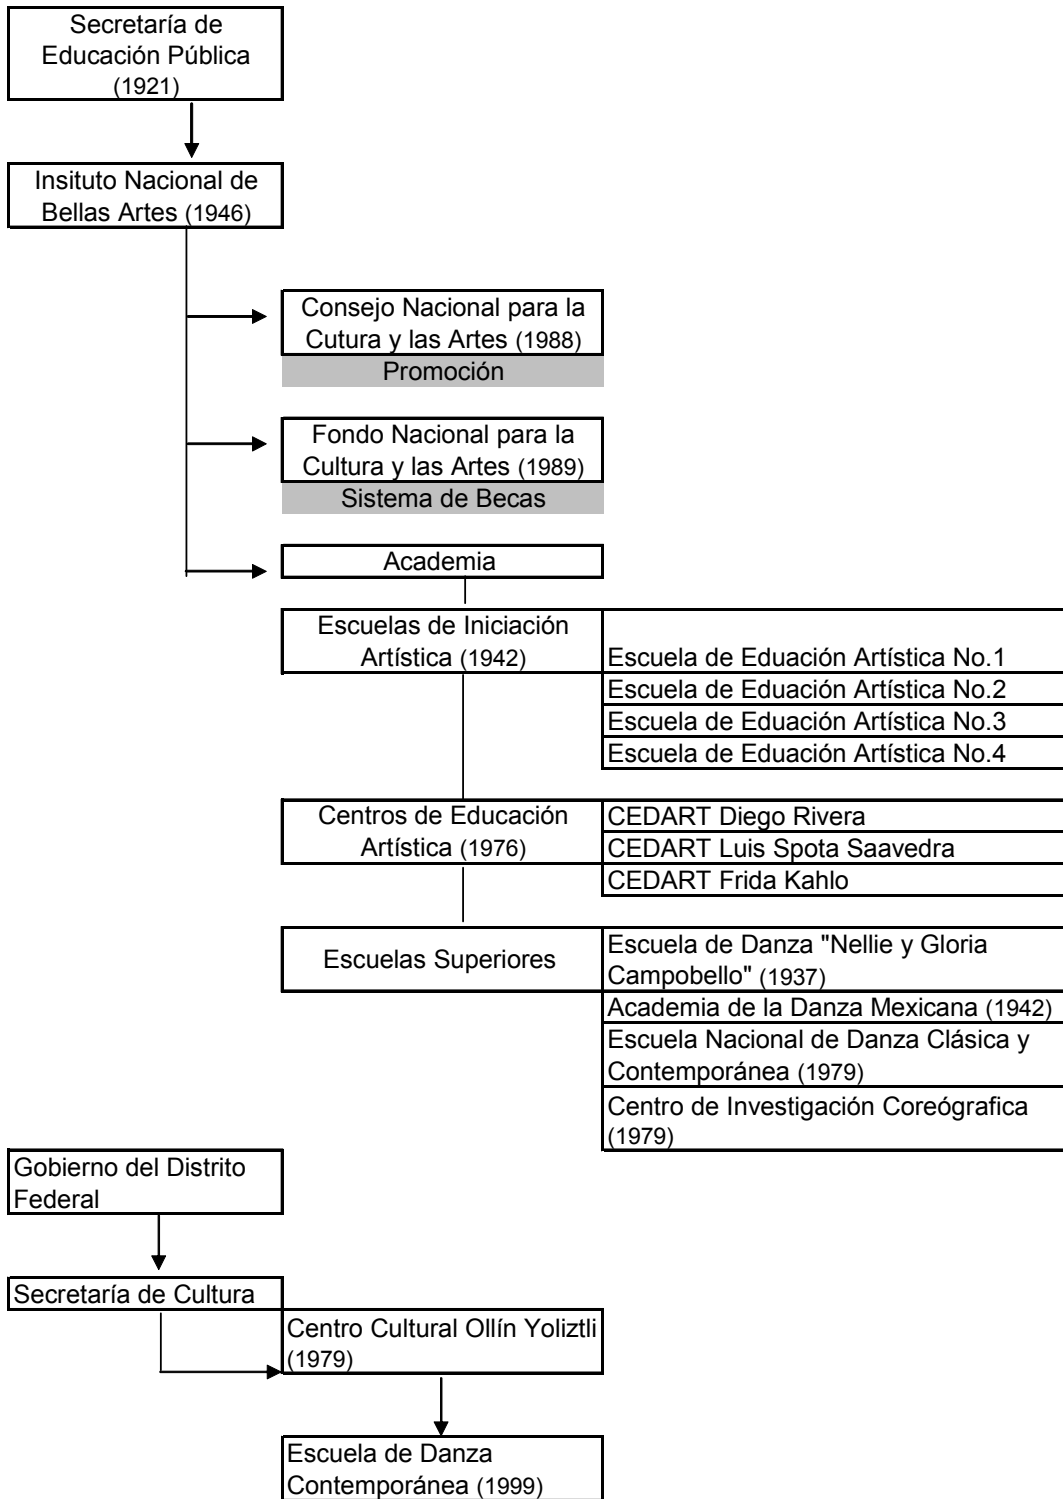 Secretaría de
Educación Pública
(1921)
Insituto Nacional de
Bellas Artes (1946)
Consejo Nacional para la
Cutura y las Artes (1988)
Promoción
Fondo Nacional para la
Cultura y las Artes (1989)
Sistema de Becas
Academia
Escuelas de Iniciación
Artística (1942)
Escuela de Eduación Artística No.1
Escuela de Eduación Artística No.2
Escuela de Eduación Artística No.3
Escuela de Eduación Artística No.4
Centros de Educación
Artística (1976)
CEDART Diego Rivera
CEDART Luis Spota Saavedra
CEDART Frida Kahlo
Escuelas Superiores
Escuela de Danza "Nellie y Gloria
Campobello" (1937)
Academia de la Danza Mexicana (1942)
Escuela Nacional de Danza Clásica y
Contemporánea (1979)
Centro de Investigación Coreógrafica
(1979)
Gobierno del Distrito
Federal
Secretaría de Cultura
Centro Cultural Ollín Yoliztli
(1979)
Escuela de Danza
Contemporánea (1999)